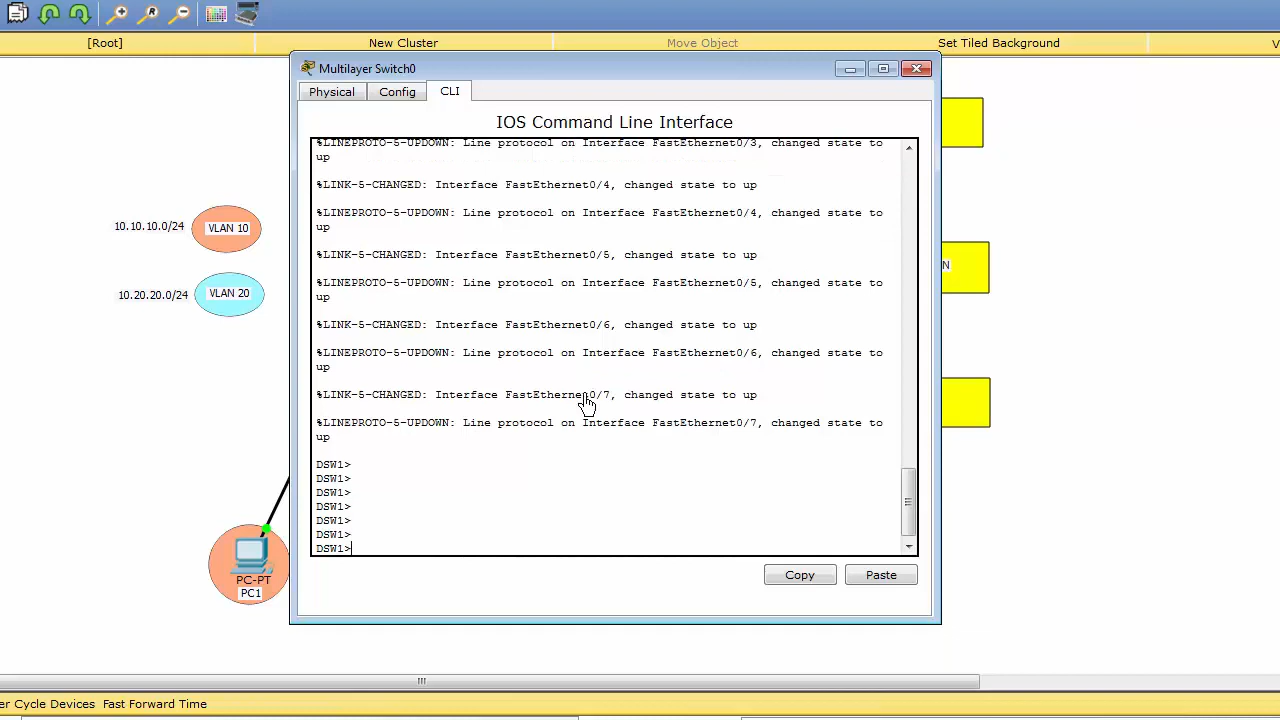 [Root]
New Cluster
Move Object
Set Tiled Background
V
Multilayer Switch0
Physical
Config
CLI
IOS Command Line Interface
%LINEPROTO-5-UPDOWN: Line protocol on Interface FastEthernet0/3, changed state to
up
%LINK-5-CHANGED: Interface FastEthernet0/4, changed state to up
%LINEPROTO-5-UPDOWN: Line protocol on Interface FastEthernet0/4, changed state to
up
%LINK-5-CHANGED: Interface FastEthernet0/5, changed state to up
%LINEPROTO-5-UPDOWN: Line protocol on Interface FastEthernet0/5, changed state to
up
%LINK-5-CHANGED: Interface FastEthernet0/6, changed state to up
%LINEPROTO-5-UPDOWN: Line protocol on Interface FastEthernet0/6, changed state to
up
%LINK-5-CHANGED: Interface FastEthernet0/7, changed state to up
%LINEPROTO-5-UPDOWN: Line protocol on Interface FastEthernet0/7, changed state to
up
DSW1>
DSW1>
DSW1>
DSW1>
DSW1>
DSW1>
DSW1>
Copy
Paste
10.10.10.0/24
VLAN 10
10.20.20.0/24
VLAN 20
N
PC-PT
PC1
er Cycle Devices Fast Forward Time